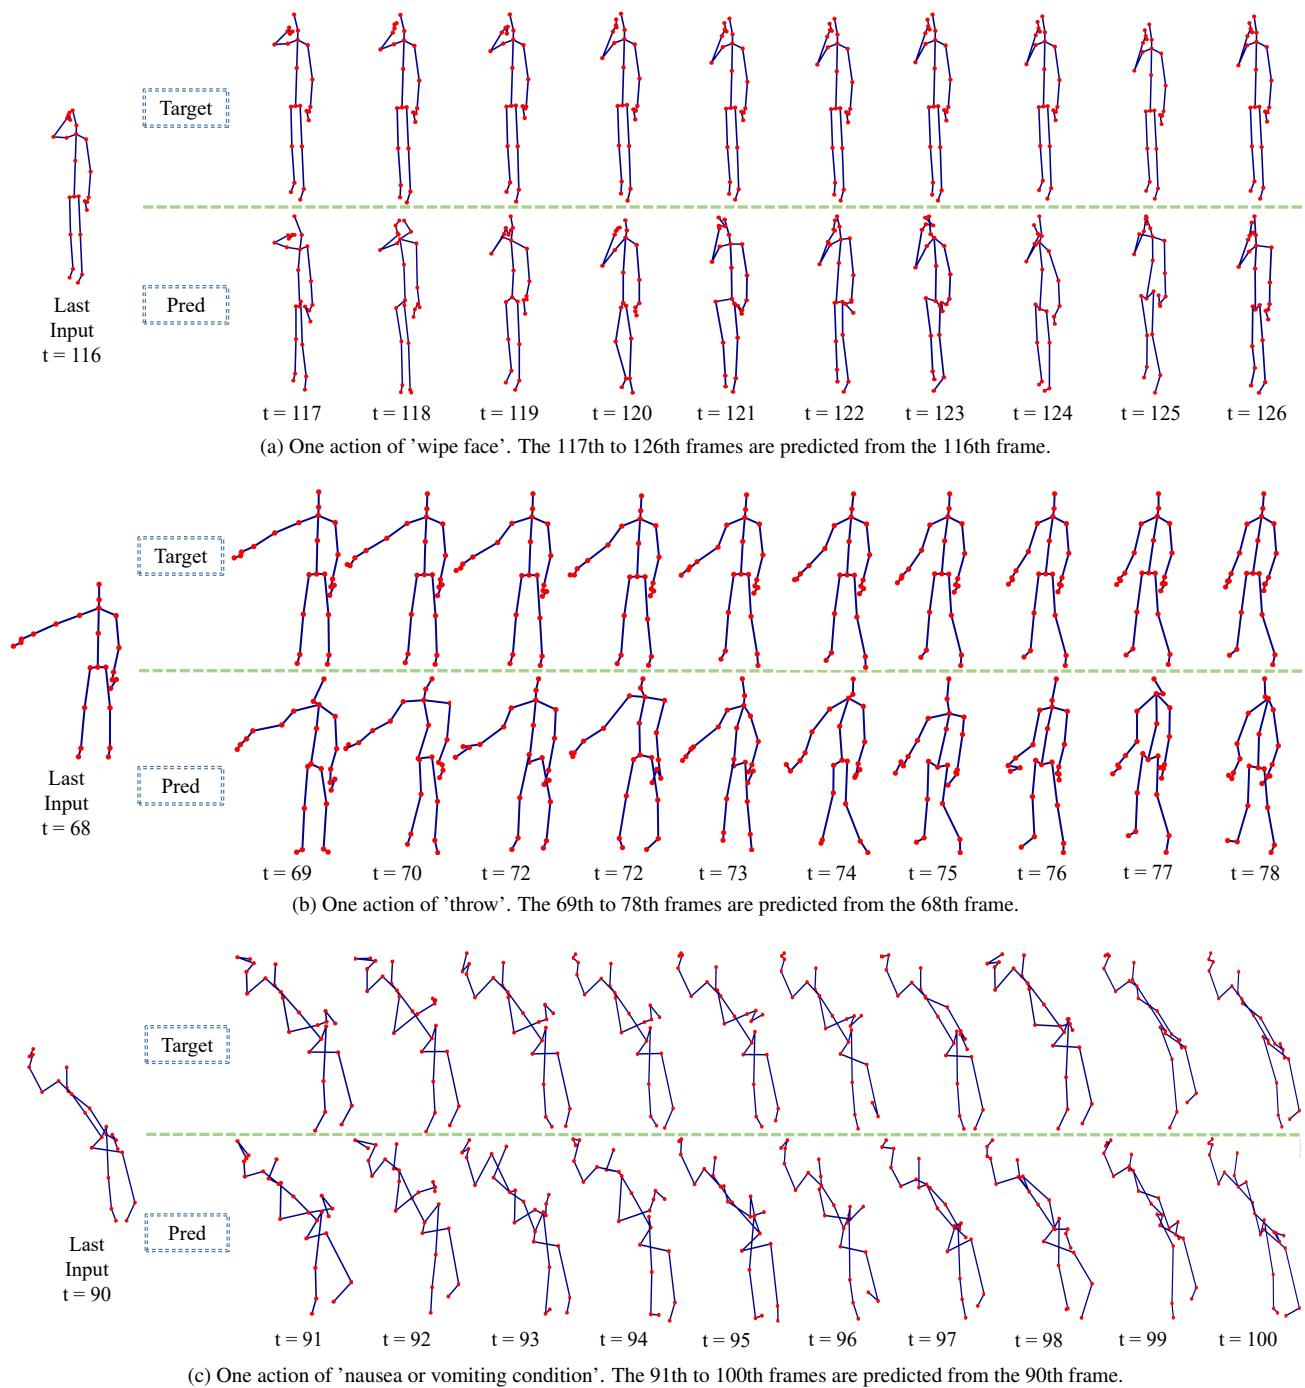 Target
Last
Input
t = 116
Pred
t = 117 t = 118 t = 119 t = 120 t = 121 t = 122 t = 123 t = 124 t = 125 t = 126
(a) One action of ’wipe face’. The 117th to 126th frames are predicted from the 116th frame.
Target
Last
Input
t = 68
Pred
t = 69 t = 70 t = 72 t = 72 t = 73 t = 74 t = 75 t = 76 t = 77 t = 78
(b) One action of ’throw’. The 69th to 78th frames are predicted from the 68th frame.
Target
Pred
Last
Input
t = 90
t = 91 t = 92 t = 93 t = 94 t = 95 t = 96 t = 97 t = 98 t = 99 t = 100
(c) One action of ’nausea or vomiting condition’. The 91th to 100th frames are predicted from the 90th frame.